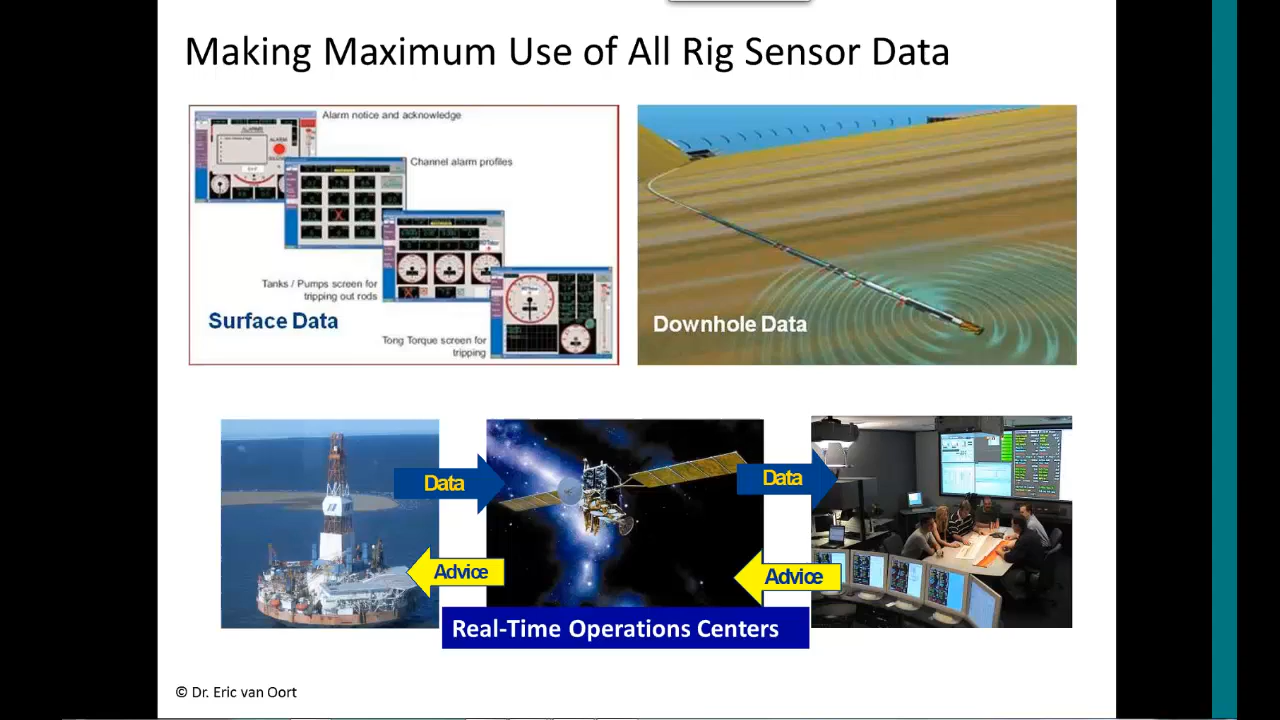 Making Maximum Use of All Rig Sensor Data
Alarm notice and acknowledge
Channel alarm profiles
Tanks / Pumps screen for
tripping out rods
Surface Data
Tong Torque screen for
tripping
Downhole Data
Data
Data
Advice
Advice
Real-Time Operations Centers
© Dr. Eric van Oort